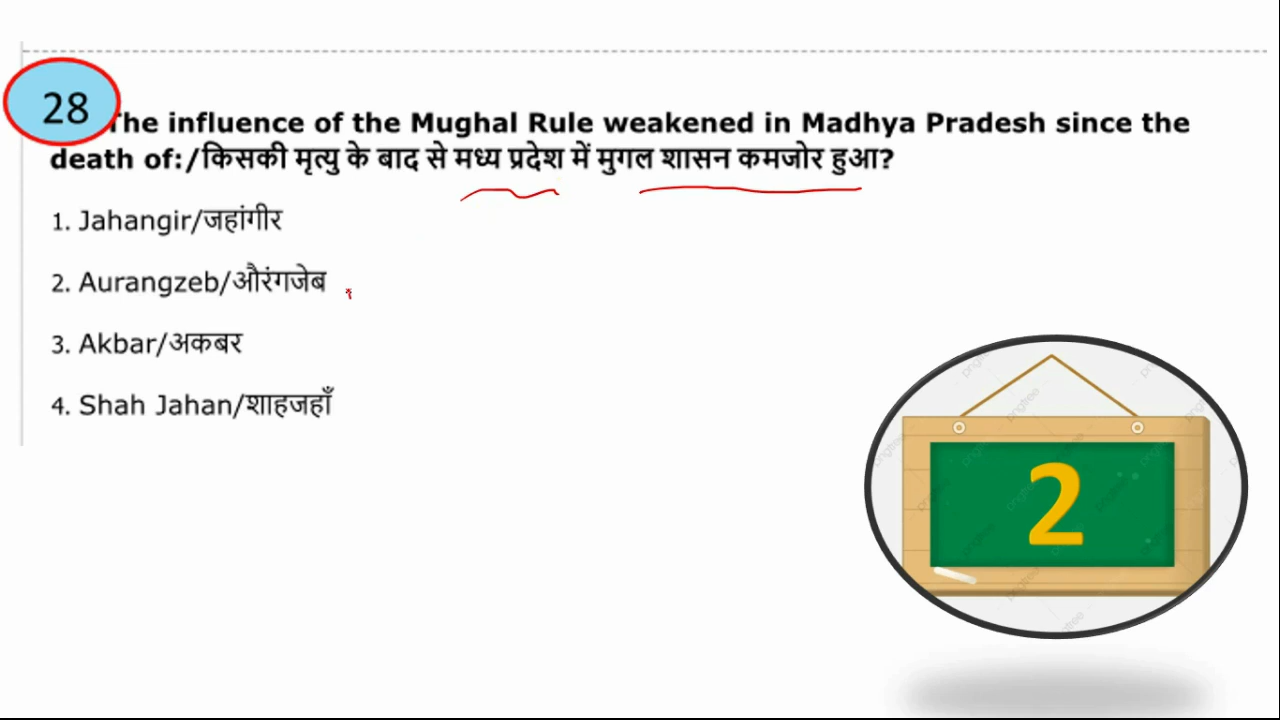 28
The influence of the Mughal Rule weakened in Madhya Pradesh since the
death of:/किसकी मृत्यु के बाद से मध्य प्रदेश में मुगल शासन कमजोर हुआ?
1. Jahangir/जहांगीर
2. Aurangzeb/औरंगजेब
3. Akbar/अकबर
4. Shah Jahan/शाहजहाँ
2